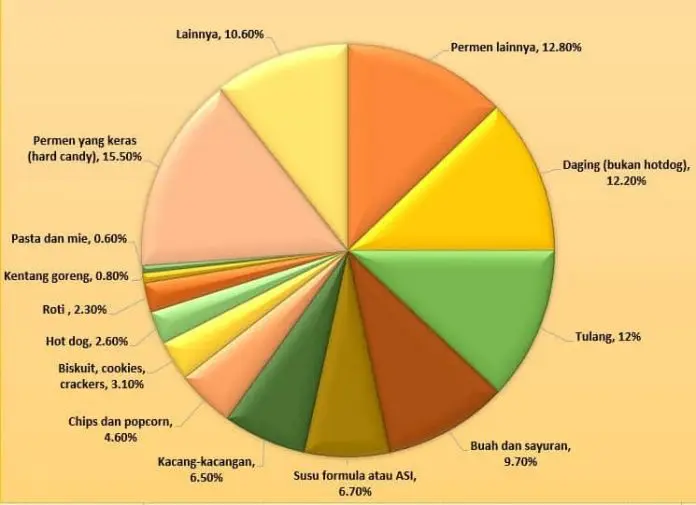 Lainnya, 10.60%
Permen lainnya, 12.80%
Daging (bukan hotdog),
12.20%
Tulang, 12%
Buah dan sayuran,
9.70%
Susu formula atau ASI,
6.70%
Kacang-kacangan,
6.50%
Chips dan popcorn,
4.60%
Biskuit, cookies,
crackers, 3.10%
Hot dog, 2.60%
Roti , 2.30%
Kentang goreng, 0.80%
Pasta dan mie, 0.60%
Permen yang keras
(hard candy), 15.50%